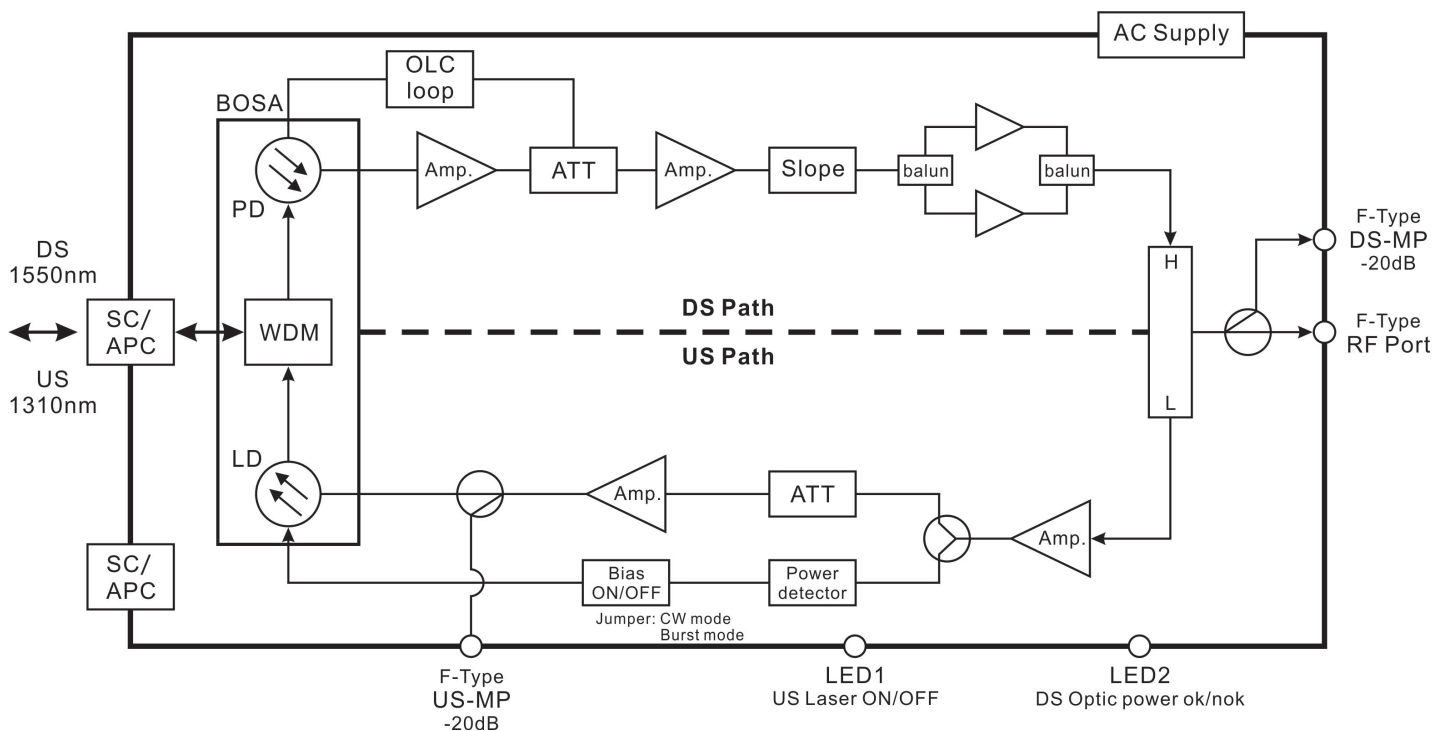 AC Supply
OLC
loop
BOSA
PD
Amp.
ATT
Amp.
Slope
balun
balun
F-Type
DS-MP
-20dB
H
DS
1550nm
SC/
APC
WDM
DS Path
US Path
F-Type
RF Port
US
1310nm
L
LD
Amp.
ATT
Amp.
SC/
APC
Bias
ON/OFF
Power
detector
Jumper: CW mode
Burst mode
F-Type
US-MP
-20dB
LED1
US Laser ON/OFF
LED2
DS Optic power ok/nok